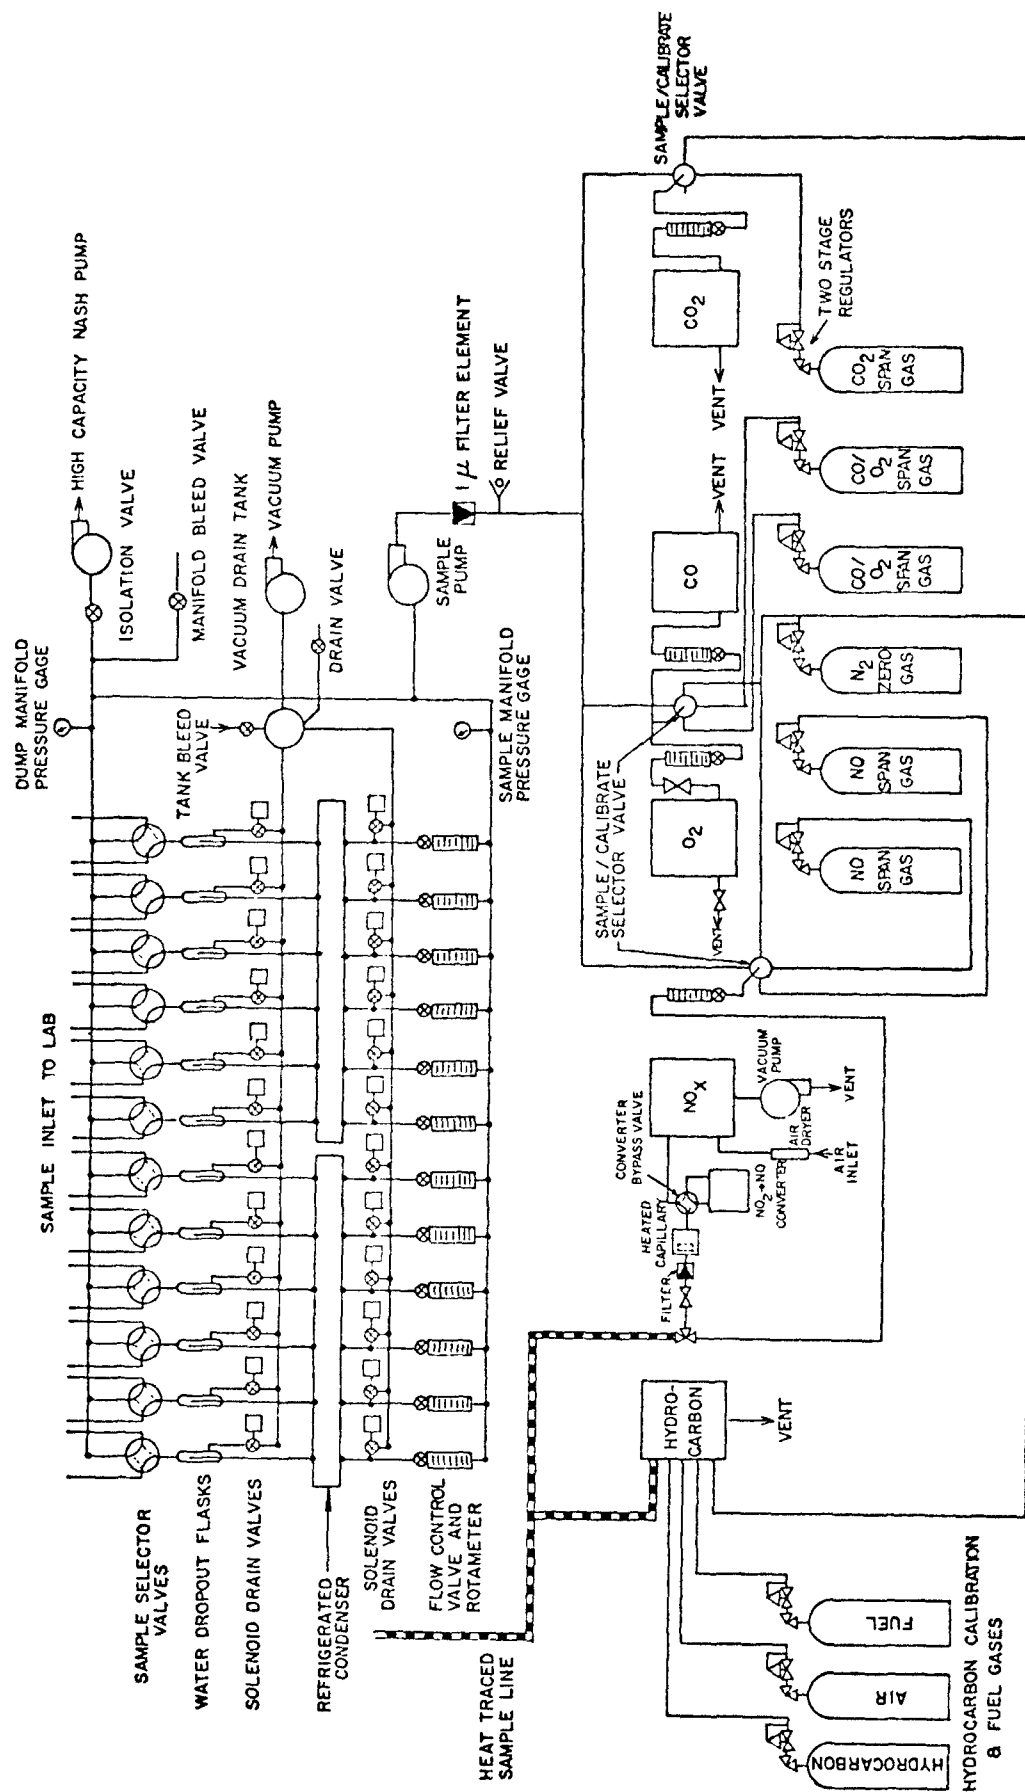 DUMP MANIFOLD
PRESSURE GAGE
HIGH CAPACITY NASH PUMP
ISOLATION VALVE
MANIFOLD BLEED VALVE
VACUUM DRAIN TANK
TANK BLEED
VALVE
VACUUM PUMP
DRAIN VALVE
SAMPLE INLET TO LAB
SAMPLE SELECTOR
VALVES
WATER DROPOUT FLASKS
SOLENOID DRAIN VALVES
REFRIGERATED
CONDENSER
SOLENOID
DRAIN VALVES
FLOW CONTROL
VALVE AND
ROTAMETER
SAMPLE MANIFOLD
PRESSURE GAGE
SAMPLE
PUMP
1 μ FILTER ELEMENT
RELIEF VALVE
HEAT TRACED
SAMPLE LINE
SAMPLE/CALIBRATE
SELECTOR
VALVE
SAMPLE / CALIBRATE
SELECTOR VALVE
CO2
VENT
CO
VENT
O2
VENT
NOX
VACUUM
PUMP
VENT
AIR
DRYER
AIR
INLET
CONVERTER
BYPASS VALVE
NO2→NO
CONVERTER
HEATED
CAPILLARY
FILTER
HYDRO-
CARBON
VENT
TWO STAGE
REGULATORS
CO2
SPAN
GAS
CO/
O2
SPAN
GAS
CO/
O2
SPAN
GAS
N2
ZERO
GAS
NO
SPAN
GAS
NO
SPAN
GAS
FUEL
AIR
HYDROCARBON
HYDROCARBON CALIBRATION
& FUEL GASES